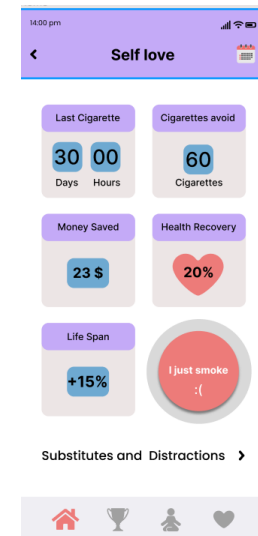 14:00 pm
Self love
Last Cigarette
Cigarettes avoid
30 00
60
Days Hours
Cigarettes
Money Saved
Health Recovery
23 $
20%
Life Span
+15%
I just smoke
:(
Substitutes and Distractions